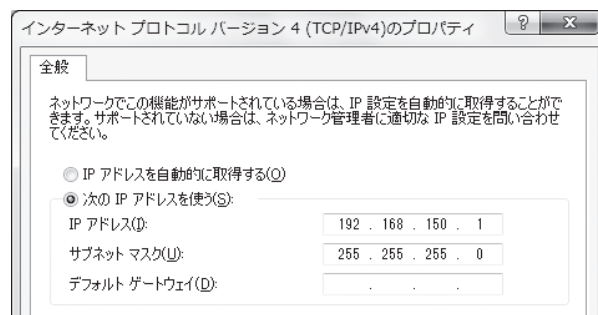 インターネット プロトコル バージョン 4 (TCP/IPv4)のプロパティ
全般
ネットワークでこの機能がサポートされている場合は、IP 設定を自動的に取得することがで
きます。サポートされていない場合は、ネットワーク管理者に適切な IP 設定を問い合わせ
てください。
IP アドレスを自動的に取得する(O)
次の IP アドレスを使う(S):
IP アドレス(I): 192 . 168 . 150 . 1
サブネット マスク(U): 255 . 255 . 255 . 0
デフォルト ゲートウェイ(D): . . .